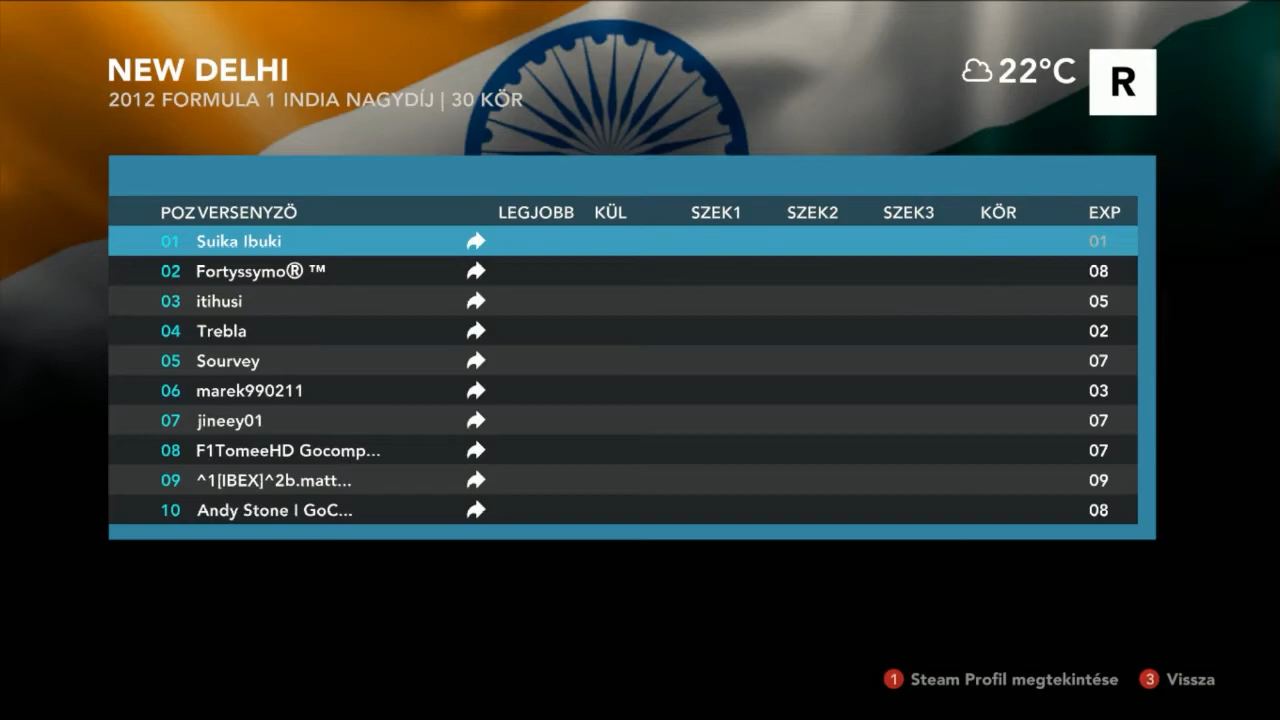 NEW DELHI
2012 FORMULA 1 INDIA NAGYDÍJ | 30 KÖR
22°C R
POZ VERSENYZŐ LEGJOBB KÜL SZEK1 SZEK2 SZEK3 KÖR EXP
01 Suika Ibuki 01
02 Fortyssymo® ™ 08
03 itihusi 05
04 Trebla 02
05 Sourvey 07
06 marek990211 03
07 jineey01 07
08 F1TomeeHD Gocomp... 07
09 ^1[IBEX]^2b.matt... 09
10 Andy Stone I GoC... 08
1 Steam Profil megtekintése 3 Vissza